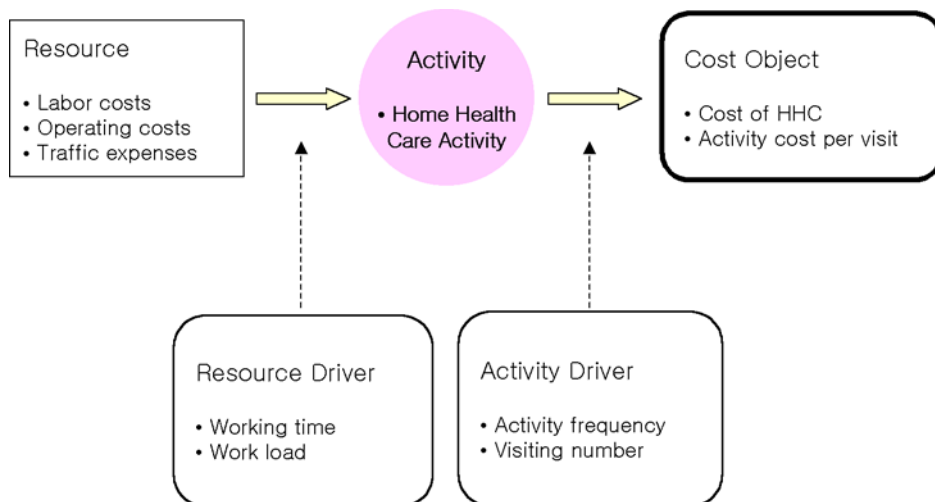 Resource
• Labor costs
• Operating costs
• Traffic expenses
Activity
• Home Health
Care Activity
Cost Object
• Cost of HHC
• Activity cost per visit
Resource Driver
• Working time
• Work load
Activity Driver
• Activity frequency
• Visiting number